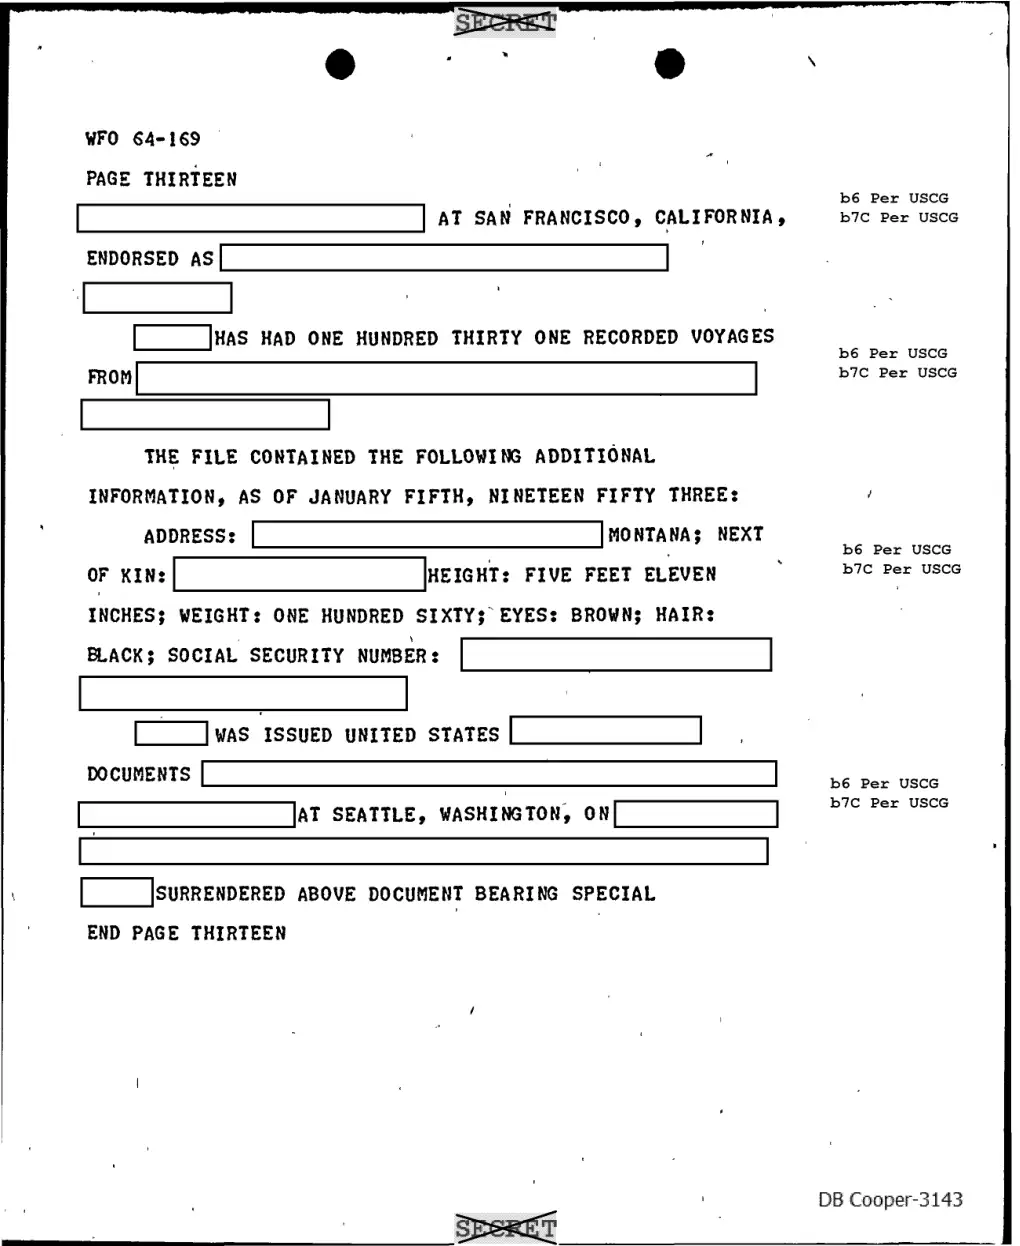 SECRET
WFO 64-169
PAGE THIRTEEN
b6 Per USCG
AT SAN FRANCISCO, CALIFORNIA,
b7C Per USCG
ENDORSED AS
HAS HAD ONE HUNDRED THIRTY ONE RECORDED VOYAGES
b6 Per USCG
FROM
b7C Per USCG
THE FILE CONTAINED THE FOLLOWING ADDITIONAL
INFORMATION, AS OF JANUARY FIFTH, NINETEEN FIFTY THREE:
ADDRESS: MONTANA; NEXT
b6 Per USCG
OF KIN: HEIGHT: FIVE FEET ELEVEN
b7C Per USCG
INCHES; WEIGHT: ONE HUNDRED SIXTY; EYES: BROWN; HAIR:
BLACK; SOCIAL SECURITY NUMBER:
WAS ISSUED UNITED STATES
DOCUMENTS
b6 Per USCG
AT SEATTLE, WASHINGTON, ON
b7C Per USCG
SURRENDERED ABOVE DOCUMENT BEARING SPECIAL
END PAGE THIRTEEN
DB Cooper-3143
SECRET